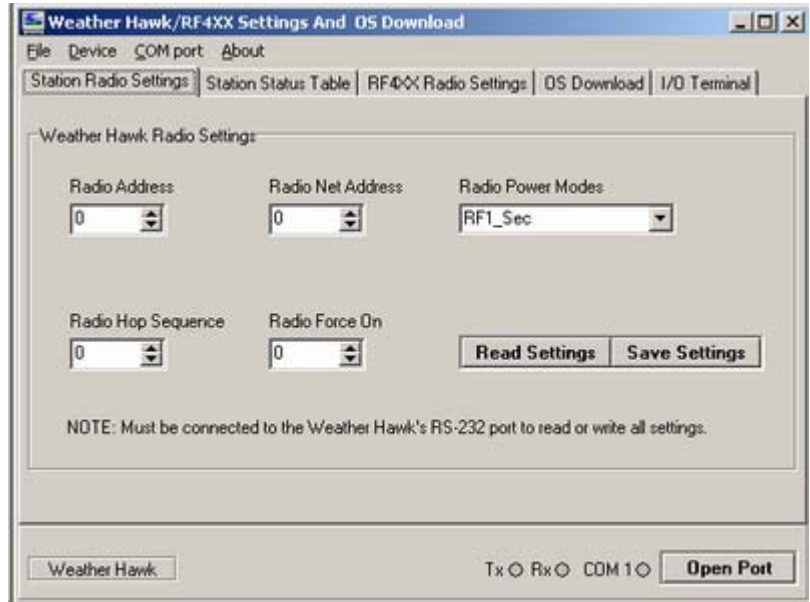 Weather Hawk/RF4XX Settings And OS Download
File Device COM port About
Station Radio Settings Station Status Table RF4XX Radio Settings OS Download I/O Terminal
Weather Hawk Radio Settings
Radio Address Radio Net Address Radio Power Modes
0 0 RF1_Sec
Radio Hop Sequence Radio Force On
0 0 Read Settings Save Settings
NOTE: Must be connected to the Weather Hawk's RS-232 port to read or write all settings.
Weather Hawk Tx Rx COM 1 Open Port